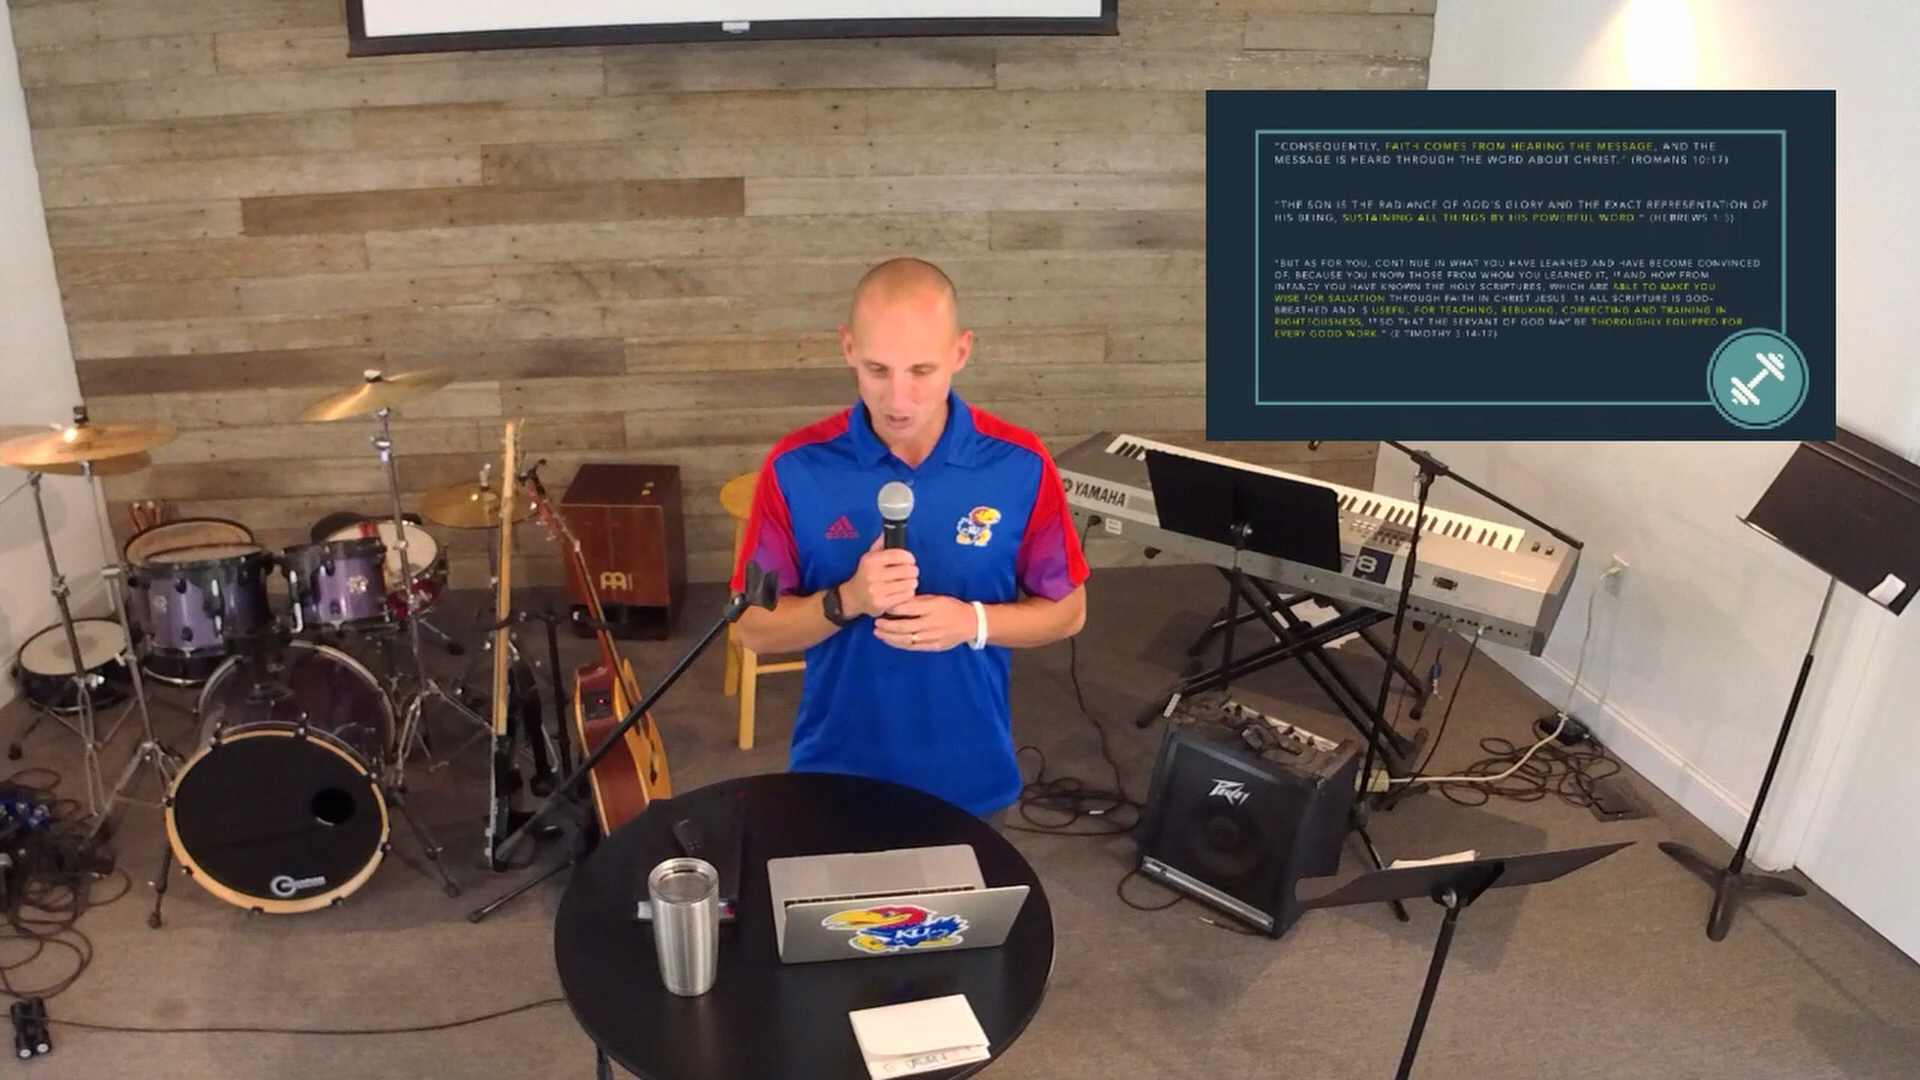 "CONSEQUENTLY, FAITH COMES FROM HEARING THE MESSAGE, AND THE
MESSAGE IS HEARD THROUGH THE WORD ABOUT CHRIST." (ROMANS 10:17)
"THE SON IS THE RADIANCE OF GOD'S GLORY AND THE EXACT REPRESENTATION OF
HIS BEING, SUSTAINING ALL THINGS BY HIS POWERFUL WORD." (HEBREWS 1:3)
"BUT AS FOR YOU, CONTINUE IN WHAT YOU HAVE LEARNED AND HAVE BECOME CONVINCED
OF, BECAUSE YOU KNOW THOSE FROM WHOM YOU LEARNED IT, 15 AND HOW FROM
INFANCY YOU HAVE KNOWN THE HOLY SCRIPTURES, WHICH ARE ABLE TO MAKE YOU
WISE FOR SALVATION THROUGH FAITH IN CHRIST JESUS. 16 ALL SCRIPTURE IS GOD-
BREATHED AND IS USEFUL FOR TEACHING, REBUKING, CORRECTING AND TRAINING IN
RIGHTEOUSNESS, 17 SO THAT THE SERVANT OF GOD MAY BE THOROUGHLY EQUIPPED FOR
EVERY GOOD WORK." (2 TIMOTHY 3:14-17)
YAMAHA
adidas
KU
8
PEAVEY
KU